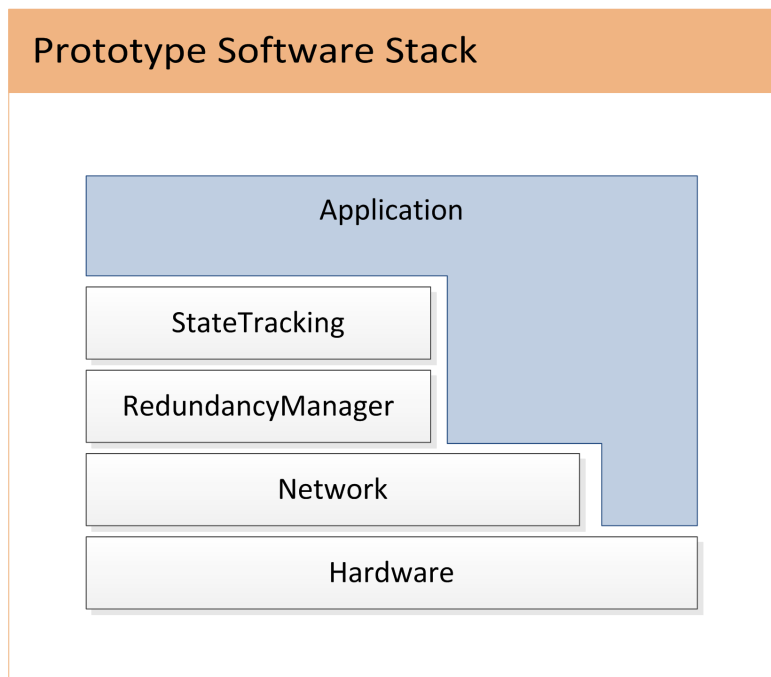 Prototype Software Stack
Application
StateTracking
RedundancyManager
Network
Hardware